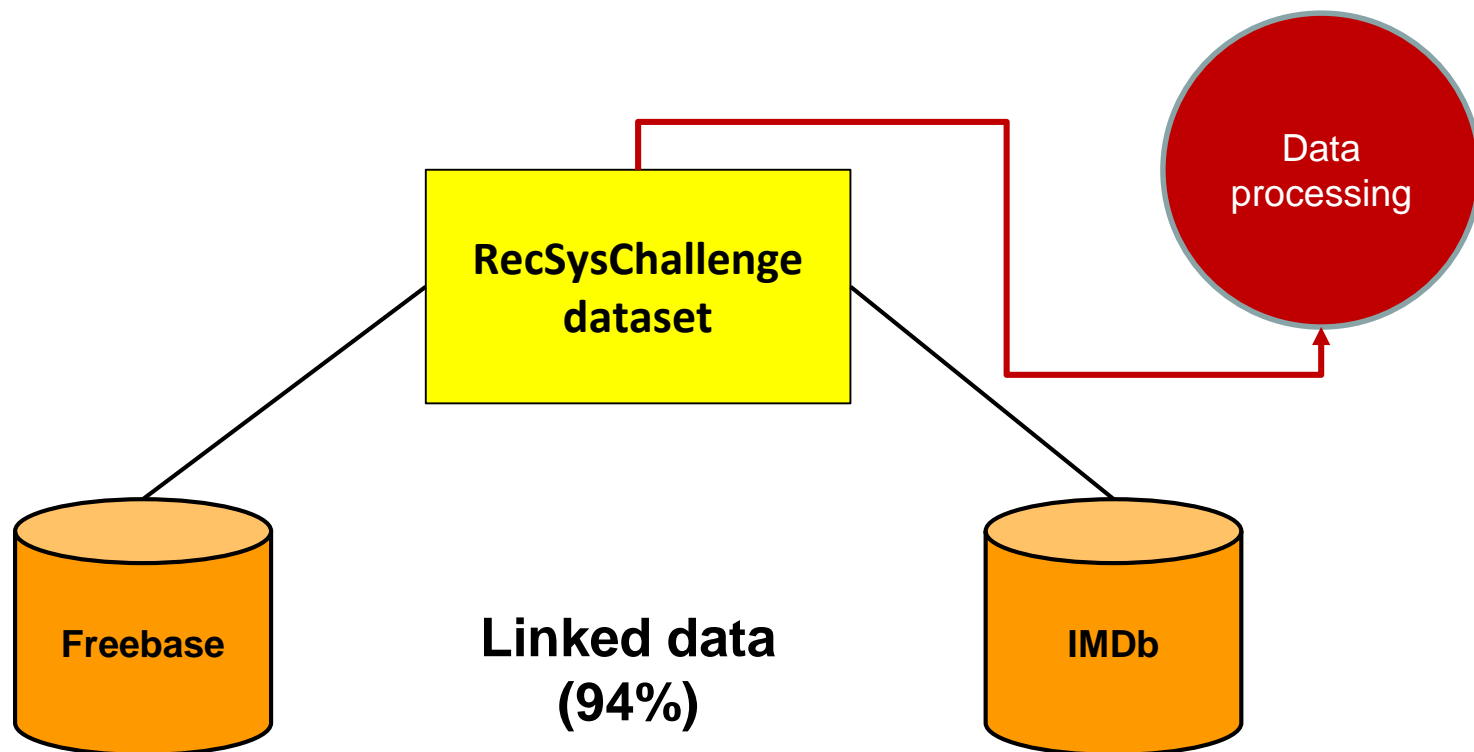 Data
processing
RecSysChallenge
dataset
Freebase
Linked data
(94%)
IMDb